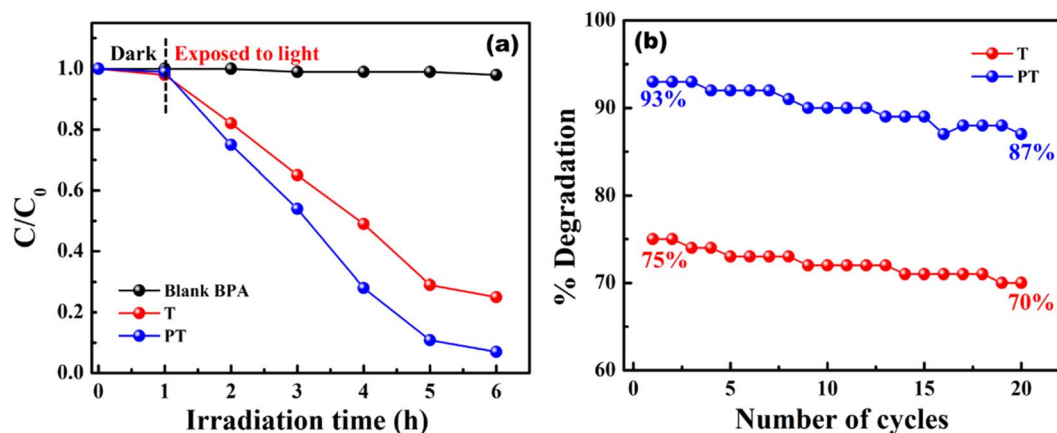 (a)
Dark
Exposed to light
1.0
0.8
0.6
0.4
0.2
0.0
C/C0
Blank BPA
T
PT
0 1 2 3 4 5 6
Irradiation time (h)
(b)
T
PT
100
90
80
70
60
% Degradation
93%
87%
75%
70%
0 5 10 15 20
Number of cycles